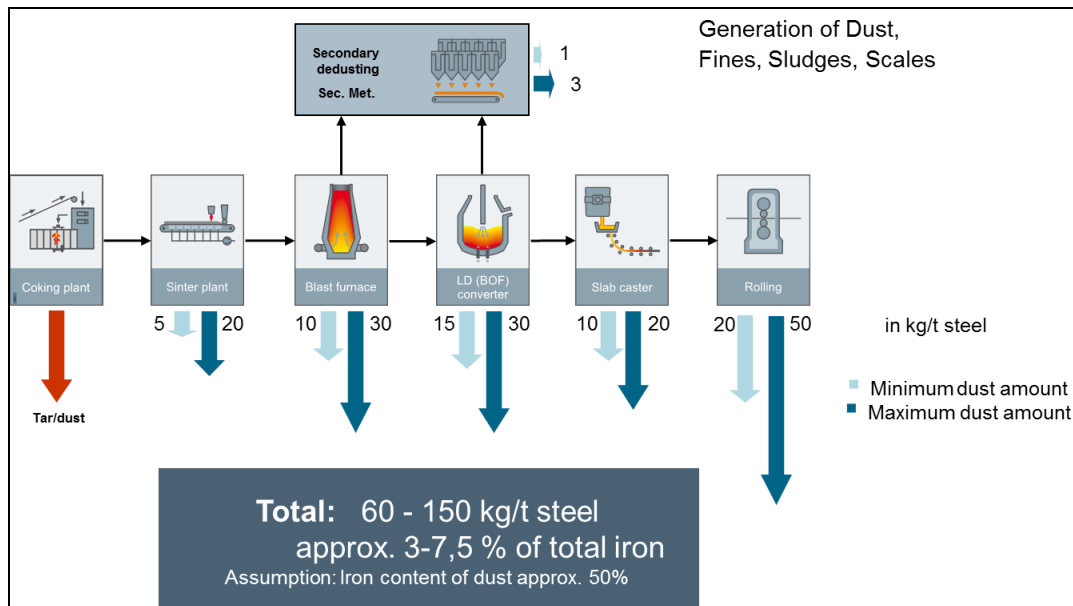 Generation of Dust,
Fines, Sludges, Scales
Secondary
dedusting
Sec. Met.
1
3
Coking plant
Sinter plant
Blast furnace
LD (BOF)
converter
Slab caster
Rolling
5
20
10
30
15
30
10
20
20
50
in kg/t steel
Minimum dust amount
Maximum dust amount
Tar/dust
Total: 60 - 150 kg/t steel
approx. 3-7,5 % of total iron
Assumption: Iron content of dust approx. 50%